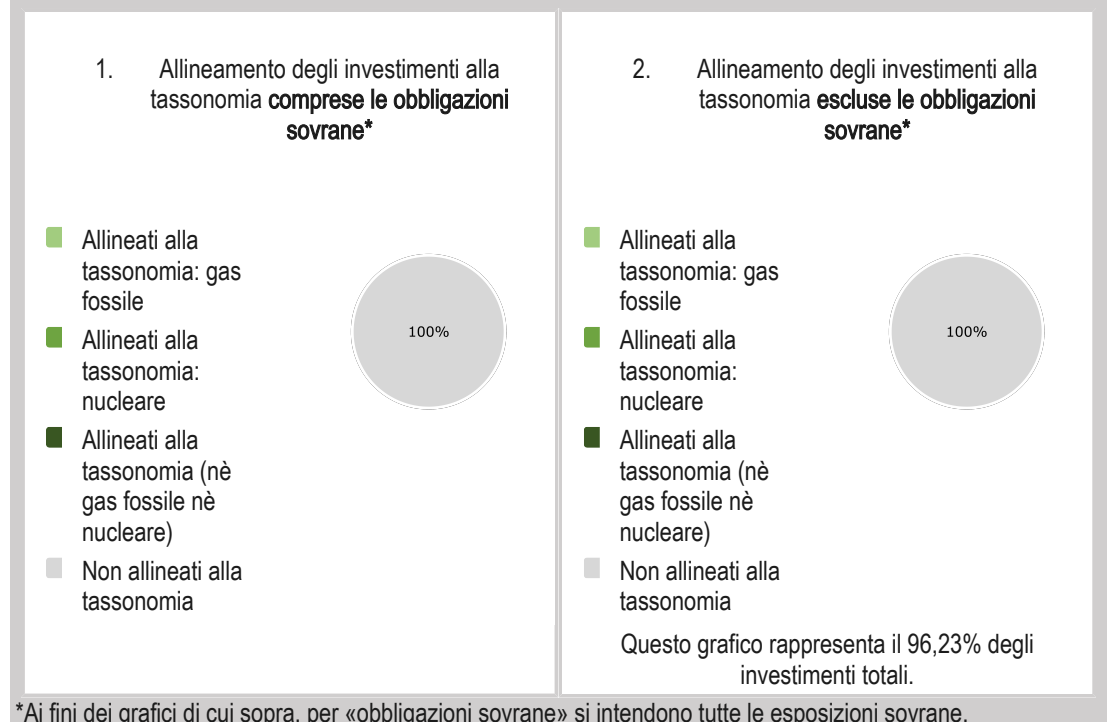 1. Allineamento degli investimenti alla
tassonomia comprese le obbligazioni
sovrane*
Allineati alla
tassonomia: gas
fossile
Allineati alla
tassonomia:
nucleare
Allineati alla
tassonomia (nè
gas fossile nè
nucleare)
Non allineati alla
tassonomia
100%
2. Allineamento degli investimenti alla
tassonomia escluse le obbligazioni
sovrane*
Allineati alla
tassonomia: gas
fossile
Allineati alla
tassonomia:
nucleare
Allineati alla
tassonomia (nè
gas fossile nè
nucleare)
Non allineati alla
tassonomia
100%
Questo grafico rappresenta il 96,23% degli
investimenti totali.
*Ai fini dei grafici di cui sopra, per «obbligazioni sovrane» si intendono tutte le esposizioni sovrane.